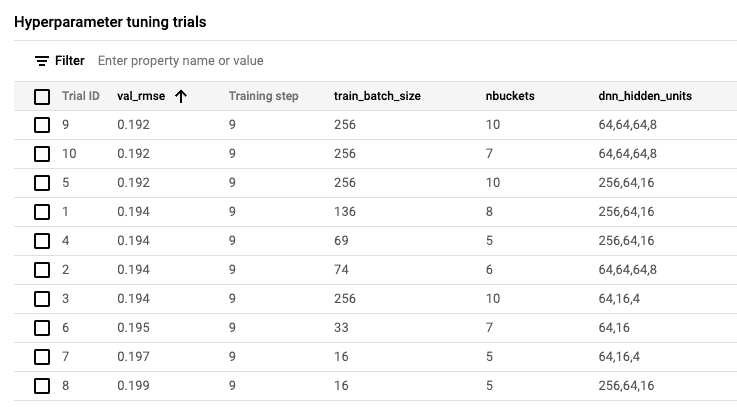 Hyperparameter tuning trials
Filter Enter property name or value
Trial ID val_rmse Training step train_batch_size nbuckets dnn_hidden_units
9 0.192 9 256 10 64,64,64,8
10 0.192 9 256 7 64,64,64,8
5 0.192 9 256 10 256,64,16
1 0.194 9 136 8 256,64,16
4 0.194 9 69 5 256,64,16
2 0.194 9 74 6 64,64,64,8
3 0.194 9 256 10 64,16,4
6 0.195 9 33 7 64,16
7 0.197 9 16 5 64,16,4
8 0.199 9 16 5 256,64,16